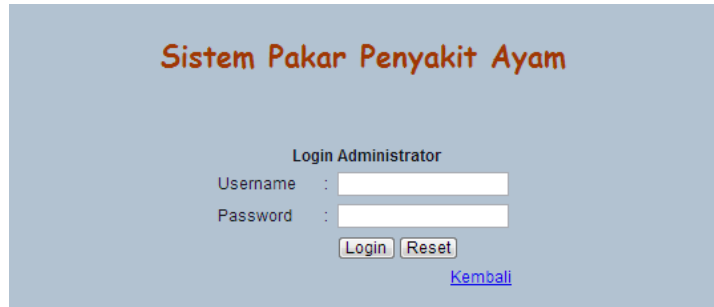 Sistem Pakar Penyakit Ayam
Login Administrator
Username :
Password :
Login Reset
Kembali